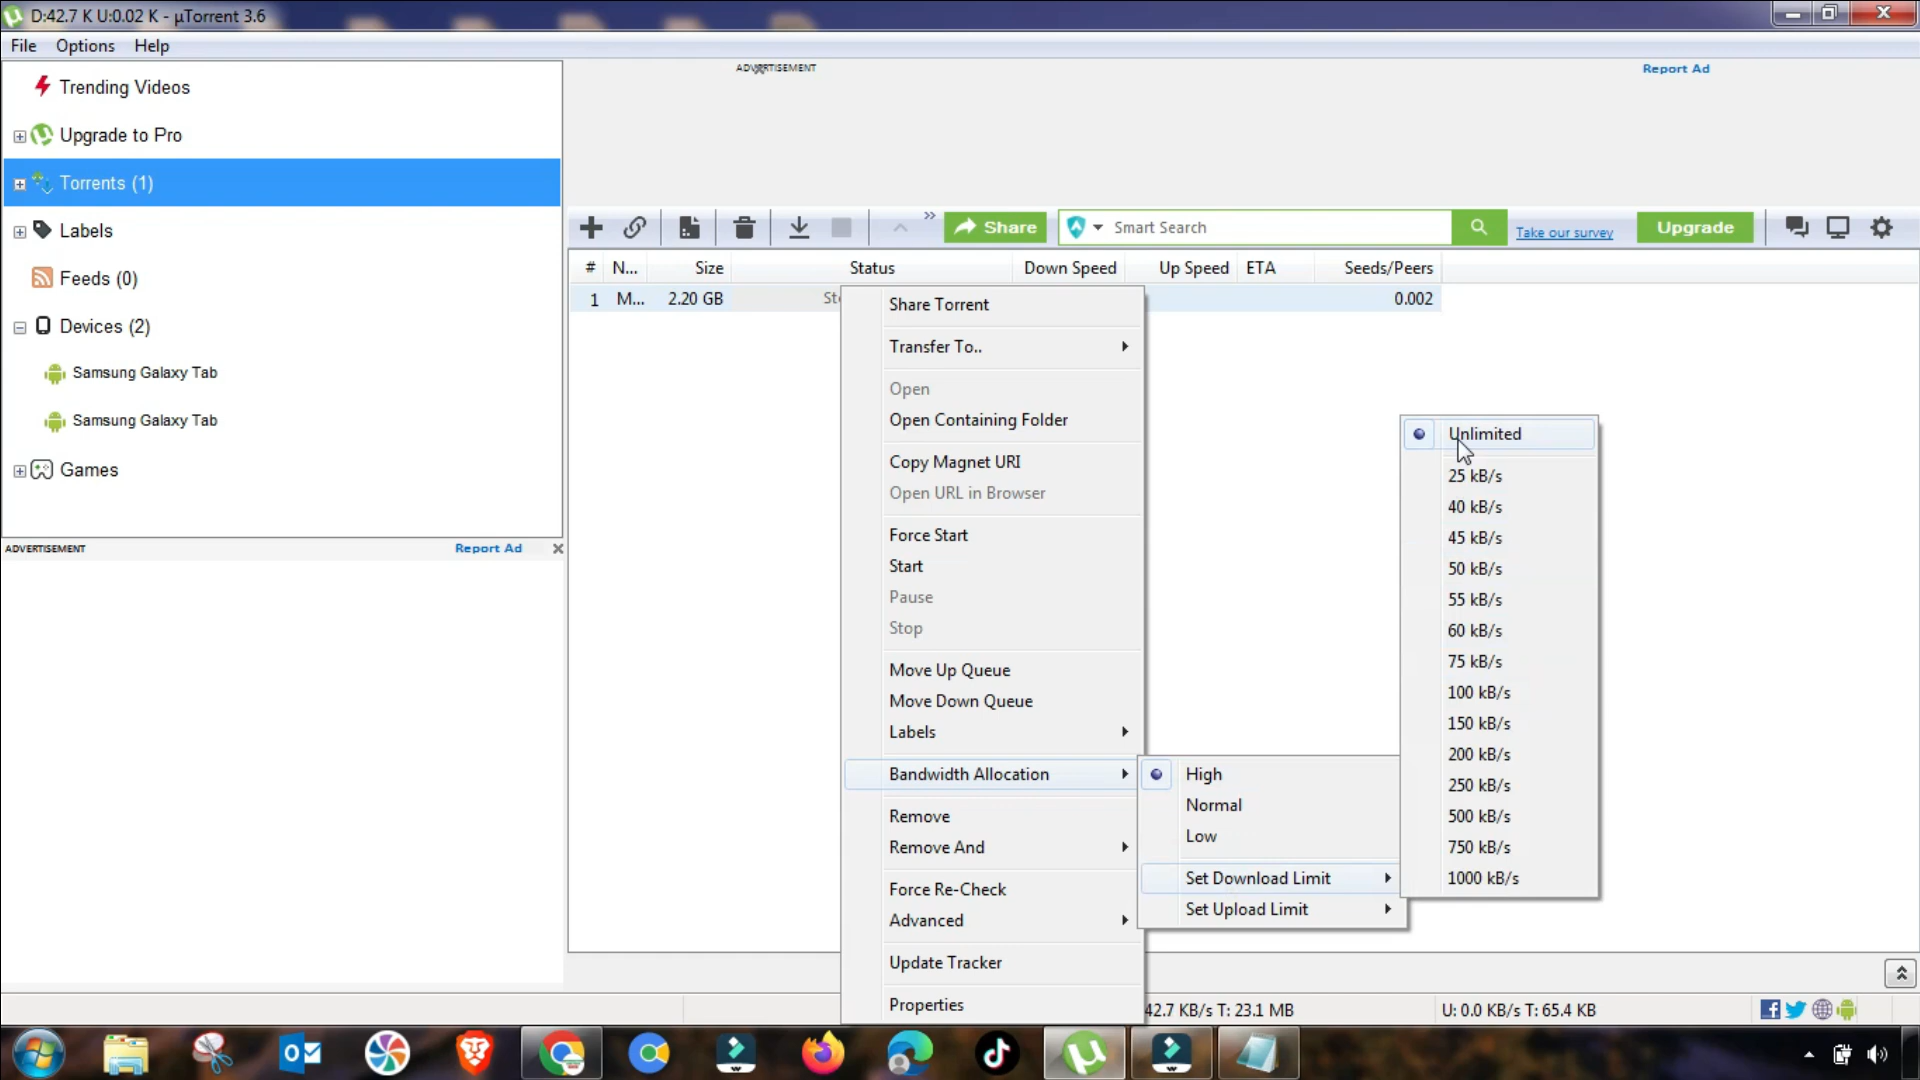 D:42.7 K U:0.02 K - µTorrent 3.6
File Options Help
Trending Videos
Upgrade to Pro
Torrents (1)
Labels
Feeds (0)
Devices (2)
Samsung Galaxy Tab
Samsung Galaxy Tab
Games
ADVERTISEMENT Report Ad
ADVERTISEMENT Report Ad
Share Smart Search Take our survey Upgrade
# N... Size Status Down Speed Up Speed ETA Seeds/Peers
1 M... 2.20 GB 0.002
Share Torrent
Transfer To..
Open
Open Containing Folder
Copy Magnet URI
Open URL in Browser
Force Start
Start
Pause
Stop
Move Up Queue
Move Down Queue
Labels
Bandwidth Allocation
Remove
Remove And
Force Re-Check
Advanced
Update Tracker
Properties
High
Normal
Low
Set Download Limit
Set Upload Limit
Unlimited
25 kB/s
40 kB/s
45 kB/s
50 kB/s
55 kB/s
60 kB/s
75 kB/s
100 kB/s
150 kB/s
200 kB/s
250 kB/s
500 kB/s
750 kB/s
1000 kB/s
42.7 KB/s T: 23.1 MB U: 0.0 KB/s T: 65.4 KB